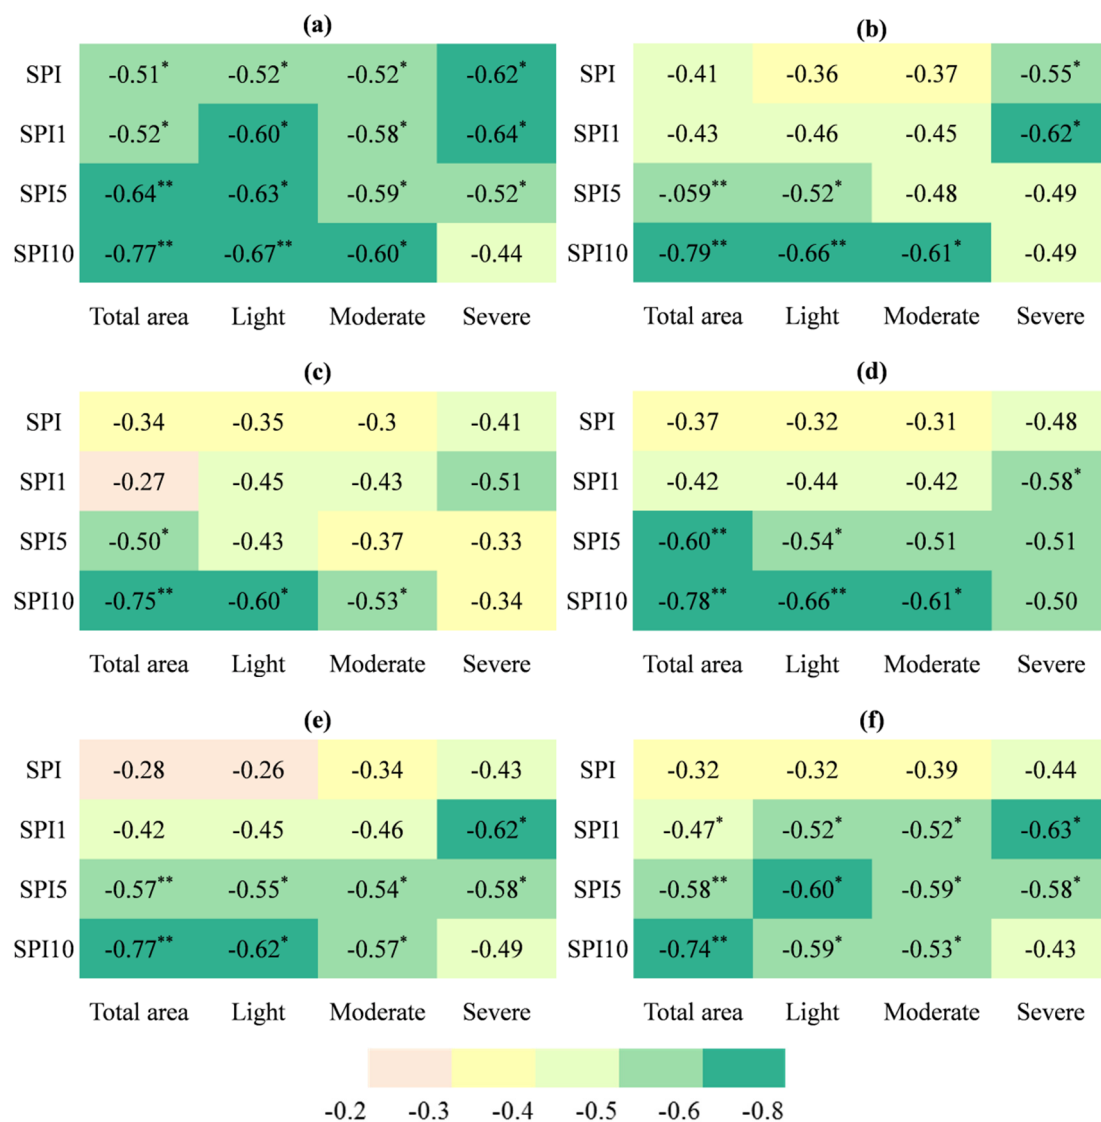 (a) (b)
SPI -0.51* -0.52* -0.52* -0.62* SPI -0.41 -0.36 -0.37 -0.55*
SPI1 -0.52* -0.60* -0.58* -0.64* SPI1 -0.43 -0.46 -0.45 -0.62*
SPI5 -0.64** -0.63* -0.59* -0.52* SPI5 -.059** -0.52* -0.48 -0.49
SPI10 -0.77** -0.67** -0.60* -0.44 SPI10 -0.79** -0.66** -0.61* -0.49
Total area Light Moderate Severe Total area Light Moderate Severe
(c) (d)
SPI -0.34 -0.35 -0.3 -0.41 SPI -0.37 -0.32 -0.31 -0.48
SPI1 -0.27 -0.45 -0.43 -0.51 SPI1 -0.42 -0.44 -0.42 -0.58*
SPI5 -0.50* -0.43 -0.37 -0.33 SPI5 -0.60** -0.54* -0.51 -0.51
SPI10 -0.75** -0.60* -0.53* -0.34 SPI10 -0.78** -0.66** -0.61* -0.50
Total area Light Moderate Severe Total area Light Moderate Severe
(e) (f)
SPI -0.28 -0.26 -0.34 -0.43 SPI -0.32 -0.32 -0.39 -0.44
SPI1 -0.42 -0.45 -0.46 -0.62* SPI1 -0.47* -0.52* -0.52* -0.63*
SPI5 -0.57** -0.55* -0.54* -0.58* SPI5 -0.58** -0.60* -0.59* -0.58*
SPI10 -0.77** -0.62* -0.57* -0.49 SPI10 -0.74** -0.59* -0.53* -0.43
Total area Light Moderate Severe Total area Light Moderate Severe
-0.2 -0.3 -0.4 -0.5 -0.6 -0.8